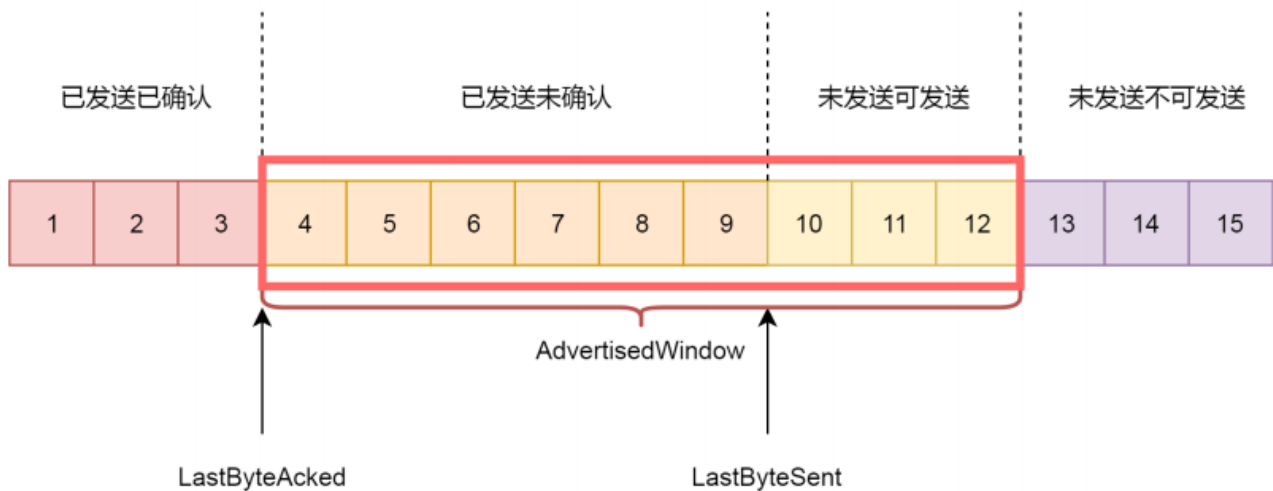 已发送已确认 已发送未确认 未发送可发送 未发送不可发送
1 2 3 4 5 6 7 8 9 10 11 12 13 14 15
AdvertisedWindow
LastByteAcked LastByteSent